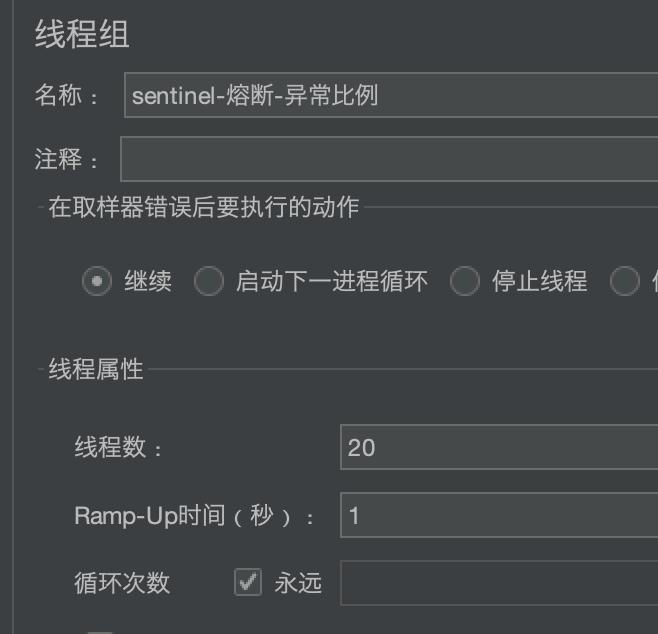 线程组
名称： sentinel-熔断-异常比例
注释：
在取样器错误后要执行的动作
继续 启动下一进程循环 停止线程
线程属性
线程数： 20
Ramp-Up时间（秒）： 1
循环次数 永远